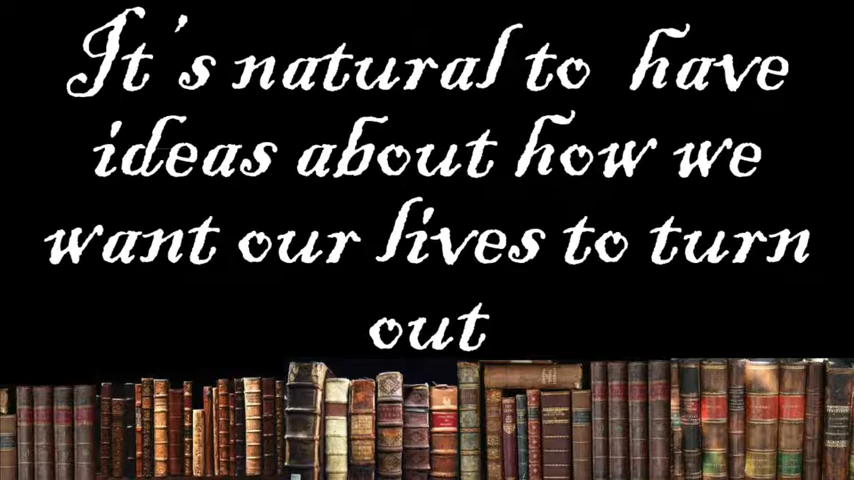 It's natural to have
ideas about how we
want our lives to turn
out